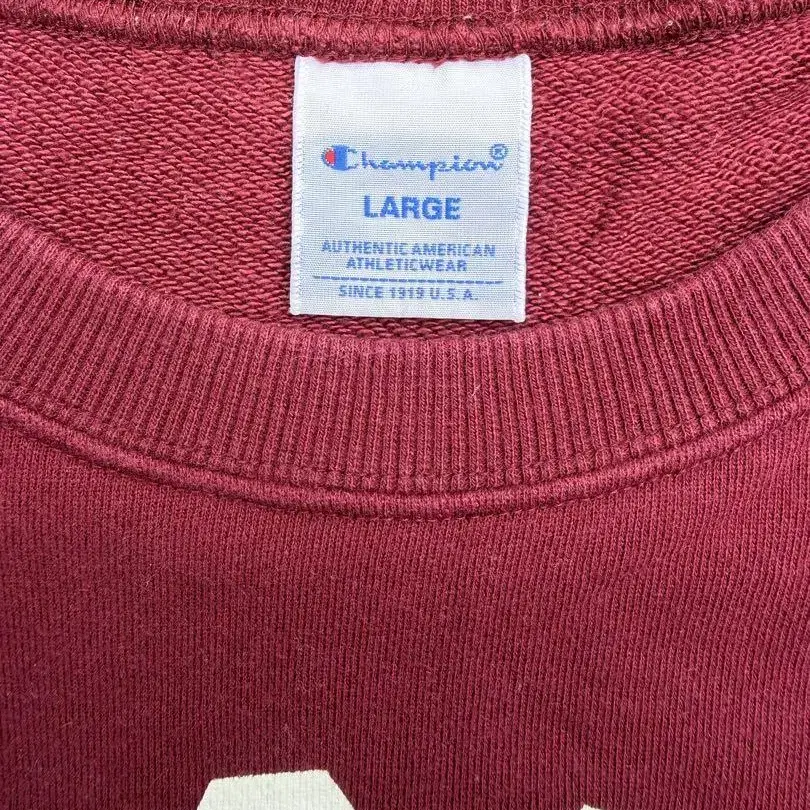 Champion®
LARGE
AUTHENTIC AMERICAN
ATHLETICWEAR
SINCE 1919 U.S.A.